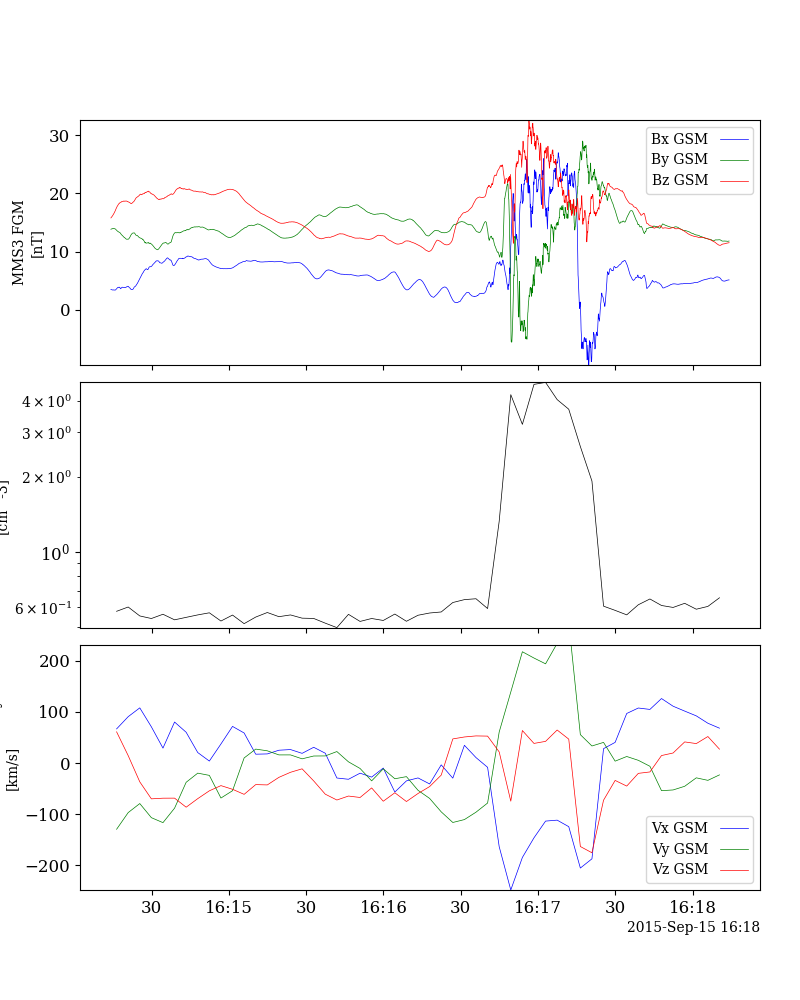 MMS3 FGM
[nT]
30
20
10
0
Bx GSM
By GSM
Bz GSM
4 × 10⁰
3 × 10⁰
2 × 10⁰
10⁰
6 × 10⁻¹
200
100
0
−100
−200
[km/s]
Vx GSM
Vy GSM
Vz GSM
30 16:15 30 16:16 30 16:17 30 16:18
2015-Sep-15 16:18